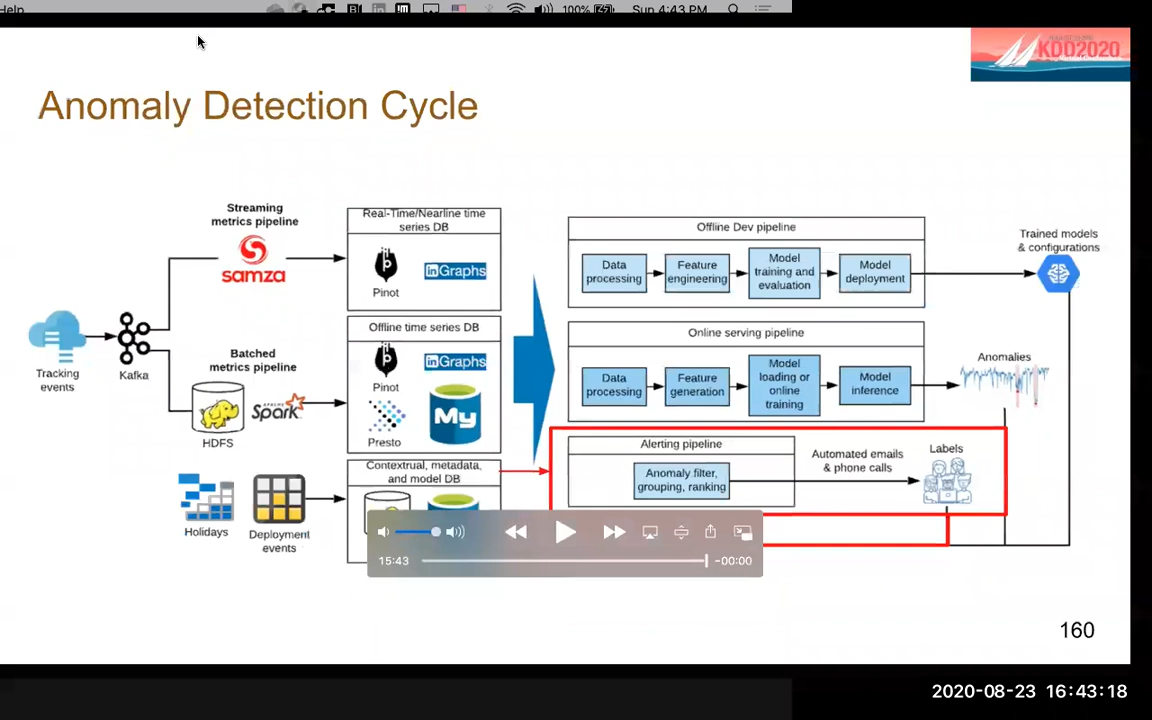 Help
100%
Sun 4:43 PM
KDD2020
Anomaly Detection Cycle
Streaming
metrics pipeline
samza
Real-Time/Nearline time
series DB
Pinot
inGraphs
Offline Dev pipeline
Data
processing
Feature
engineering
Model
training and
evaluation
Model
deployment
Trained models
& configurations
Tracking
events
Kafka
Batched
metrics pipeline
HDFS
APACHE
Spark
Offline time series DB
Pinot
inGraphs
Presto
My
Online serving pipeline
Data
processing
Feature
generation
Model
loading or
online
training
Model
inference
Anomalies
Holidays
Deployment
events
Contextrual, metadata,
and model DB
Alerting pipeline
Anomaly filter,
grouping, ranking
Automated emails
& phone calls
Labels
15:43
-00:00
160
2020-08-23 16:43:18